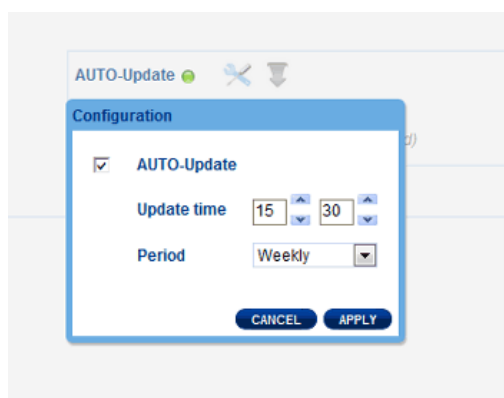 AUTO-Update
Configuration
d)
AUTO-Update
Update time 15 30
Period Weekly
CANCEL APPLY